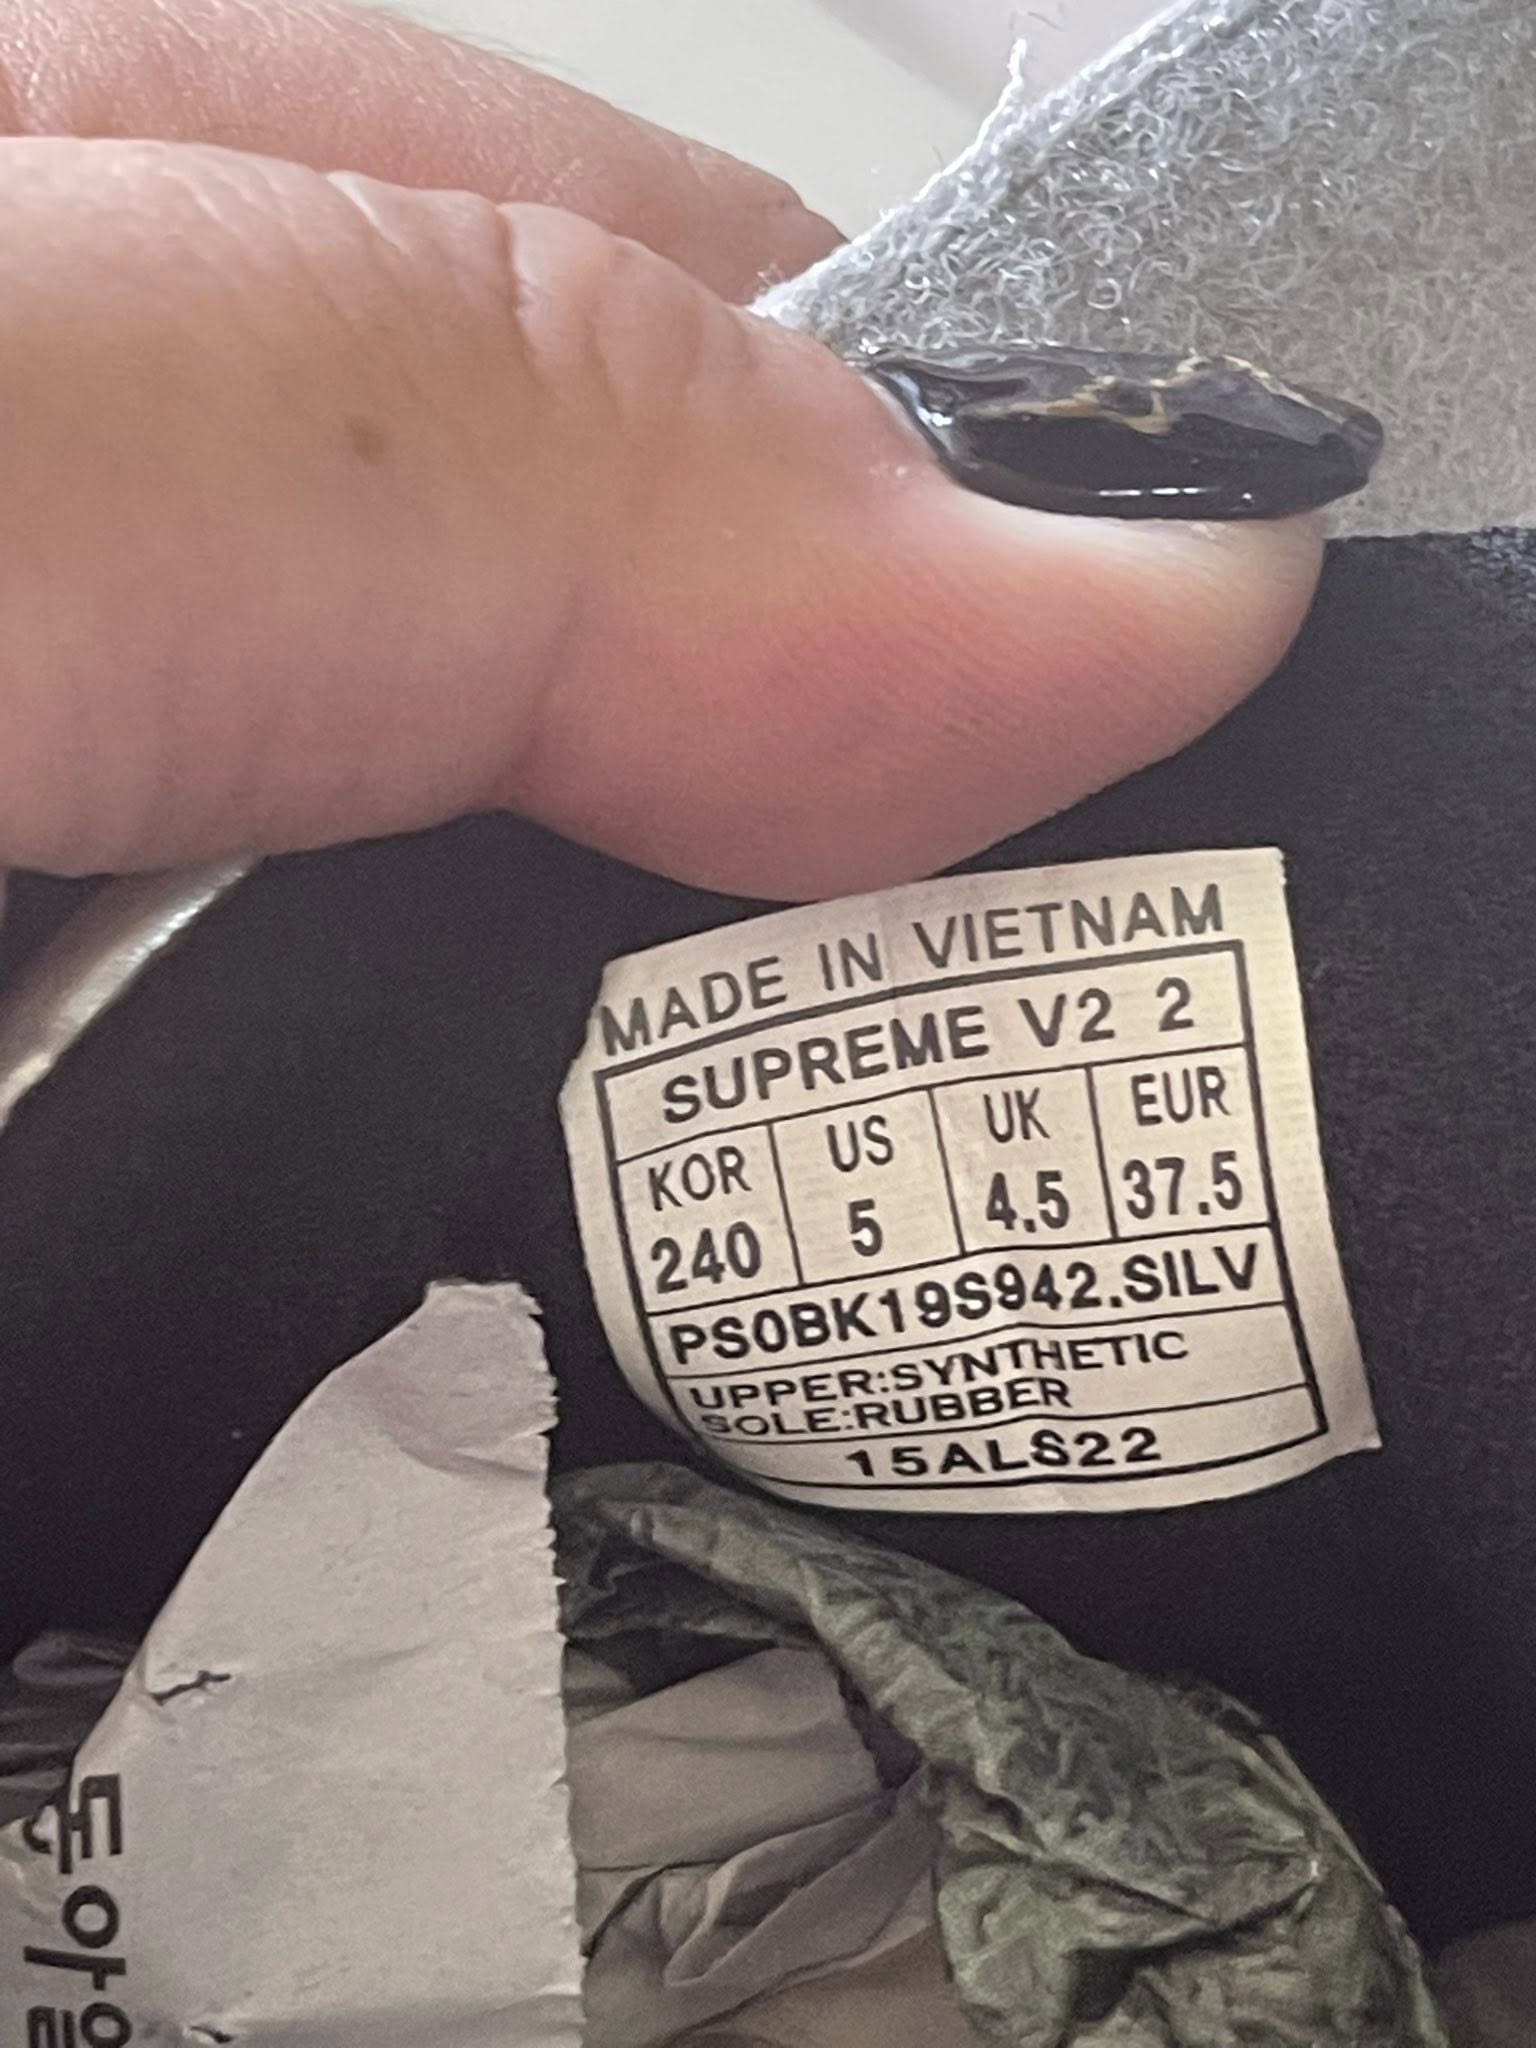 MADE IN VIETNAM
SUPREME V2 2
KOR US UK EUR
240 5 4.5 37.5
PS0BK19S942.SILV
UPPER:SYNTHETIC
SOLE:RUBBER
15ALS22